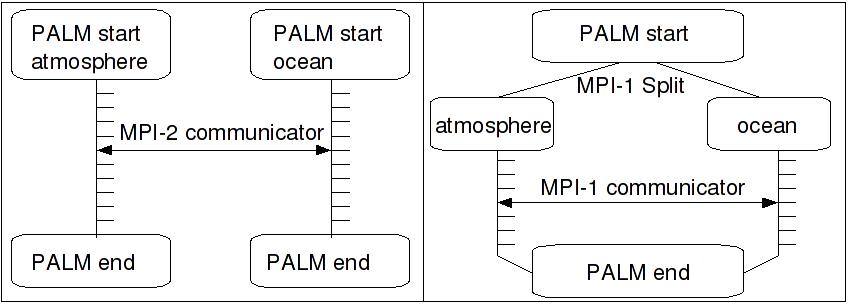 PALM start
atmosphere
PALM start
ocean
MPI-2 communicator
PALM end
PALM end
PALM start
MPI-1 Split
atmosphere
ocean
MPI-1 communicator
PALM end